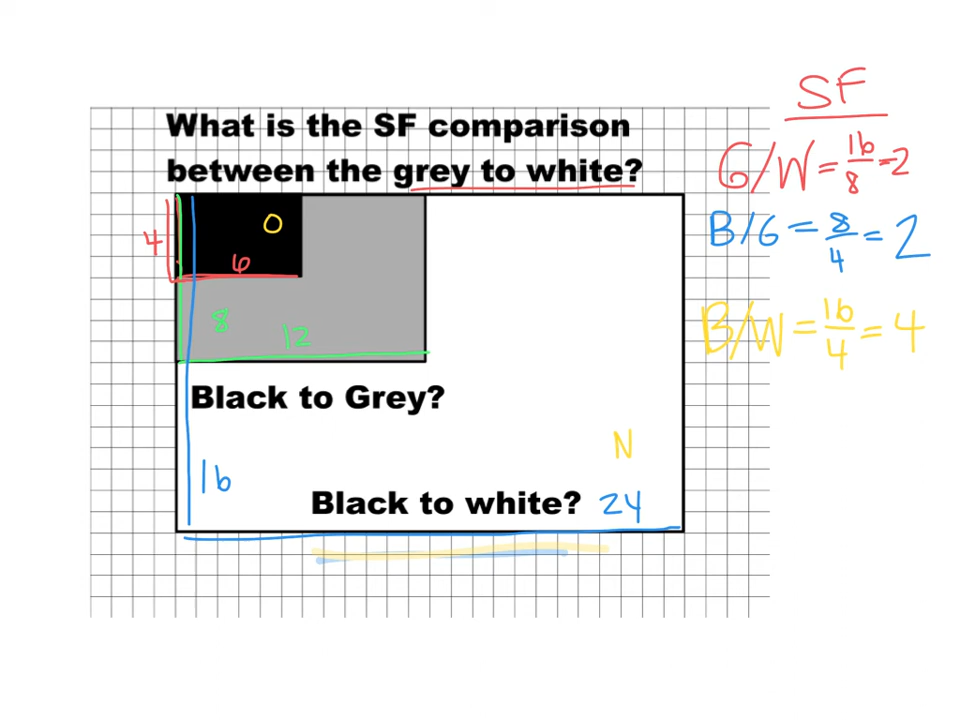 What is the SF comparison
between the grey to white?
SF
G/W = 16/8 = 2
B/G = 8/4 = 2
B/W = 16/4 = 4
O
4
6
8
12
Black to Grey?
N
16
Black to white? 24